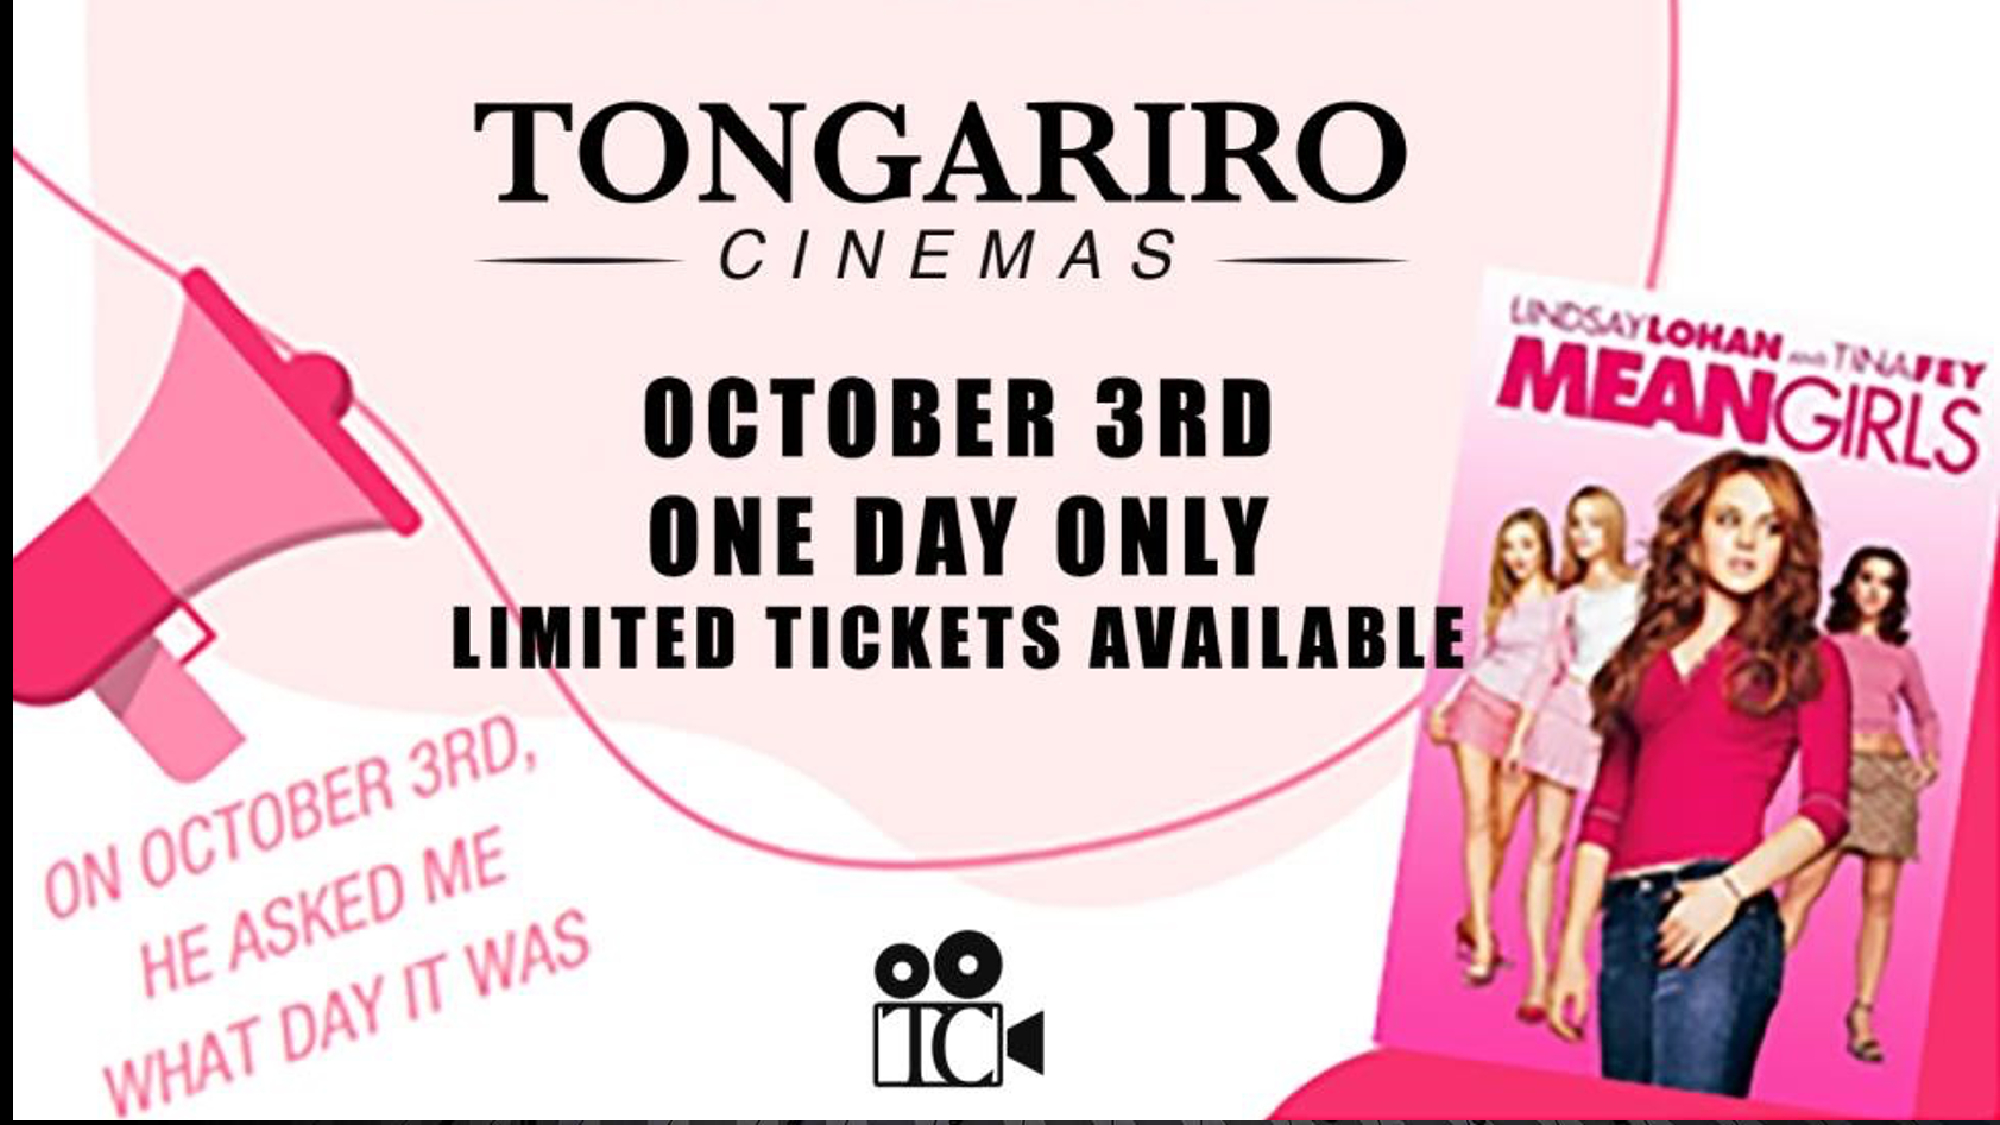 TONGARIRO
CINEMAS
OCTOBER 3RD
ONE DAY ONLY
LIMITED TICKETS AVAILABLE
LINDSAY LOHAN AND TINA FEY
MEAN GIRLS
ON OCTOBER 3RD,
HE ASKED ME
WHAT DAY IT WAS
TC